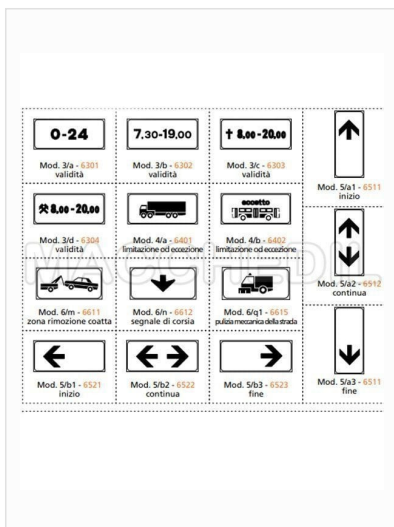 0-24
Mod. 3/a - 6301
validità
7,30-19,00
Mod. 3/b - 6302
validità
† 8,00 - 20,00
Mod. 3/c - 6303
validità
Mod. 5/a1 - 6511
inizio
⚒ 8,00 - 20,00
Mod. 3/d - 6304
validità
Mod. 4/a - 6401
limitazione od eccezione
eccetto
Mod. 4/b - 6402
limitazione od eccezione
Mod. 5/a2 - 6512
continua
MACCHEDIL
Mod. 6/m - 6611
zona rimozione coatta
Mod. 6/n - 6612
segnale di corsia
Mod. 6/q1 - 6615
pulizia meccanica della strada
Mod. 5/a3 - 6511
fine
Mod. 5/b1 - 6521
inizio
Mod. 5/b2 - 6522
continua
Mod. 5/b3 - 6523
fine